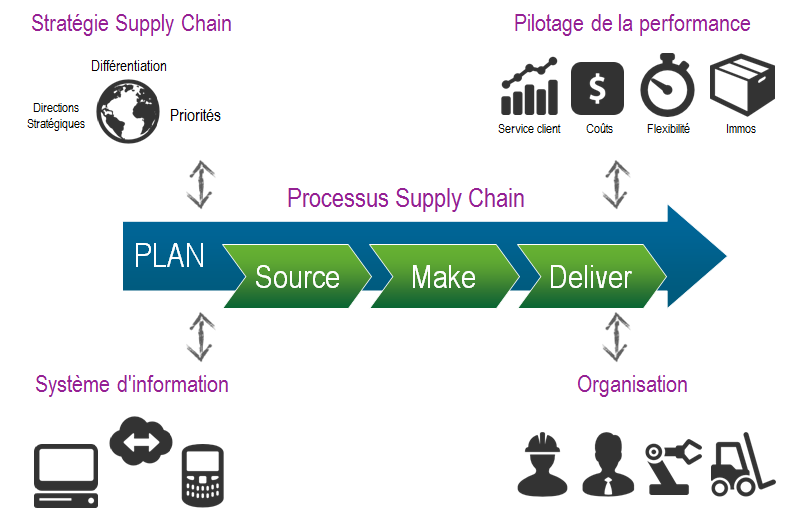 Stratégie Supply Chain
Différentiation
Directions
Stratégiques
Priorités
Pilotage de la performance
$
Service client
Coûts
Flexibilité
Immos
Processus Supply Chain
PLAN
Source
Make
Deliver
Système d'information
Organisation